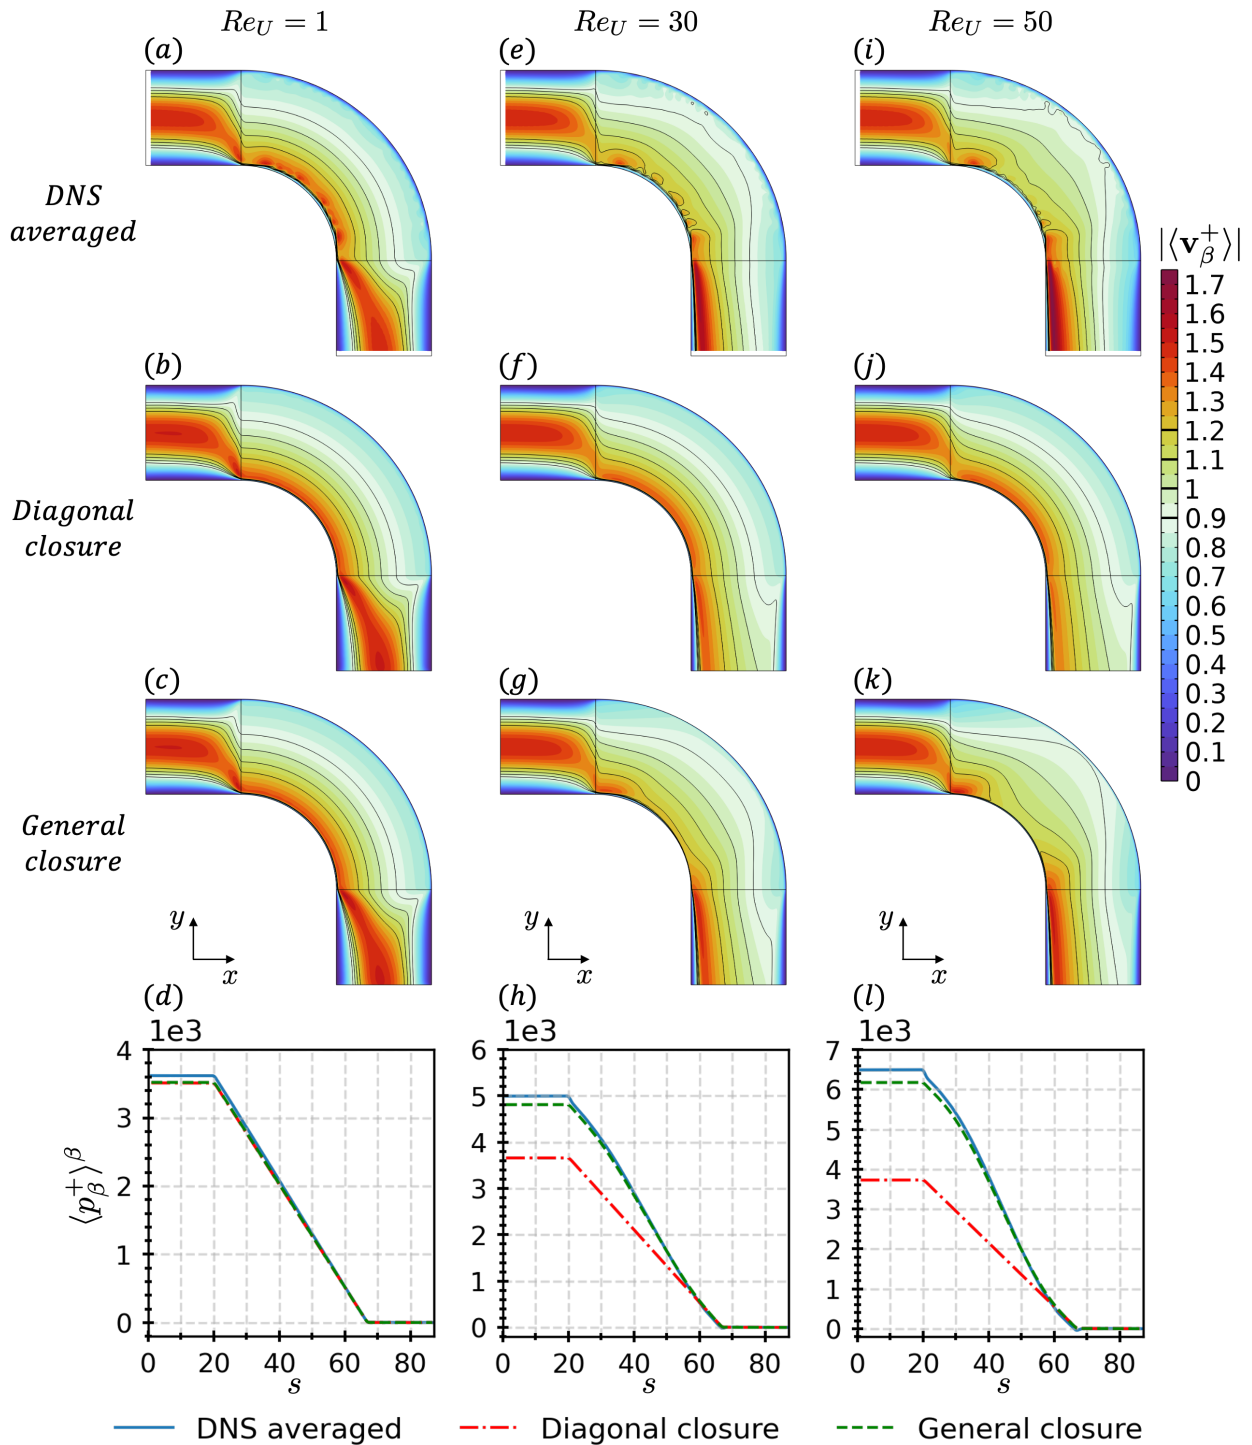 Re_U = 1
Re_U = 30
Re_U = 50
(a)
(e)
(i)
DNS
averaged
|⟨v_β^+⟩|
1.7
1.6
1.5
1.4
1.3
1.2
1.1
1
0.9
0.8
0.7
0.6
0.5
0.4
0.3
0.2
0.1
0
(b)
(f)
(j)
Diagonal
closure
(c)
(g)
(k)
General
closure
y
x
y
x
y
x
(d)
1e3
⟨p_β^+⟩^β
4
3
2
1
0
0 20 40 60 80
s
(h)
1e3
6
5
4
3
2
1
0
0 20 40 60 80
s
(l)
1e3
7
6
5
4
3
2
1
0
0 20 40 60 80
s
DNS averaged
Diagonal closure
General closure